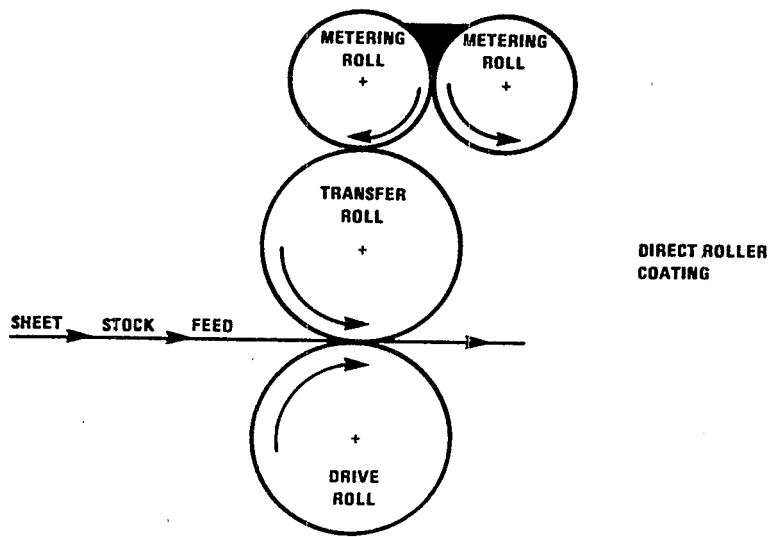 METERING
ROLL
METERING
ROLL
TRANSFER
ROLL
DIRECT ROLLER
COATING
SHEET
STOCK
FEED
DRIVE
ROLL